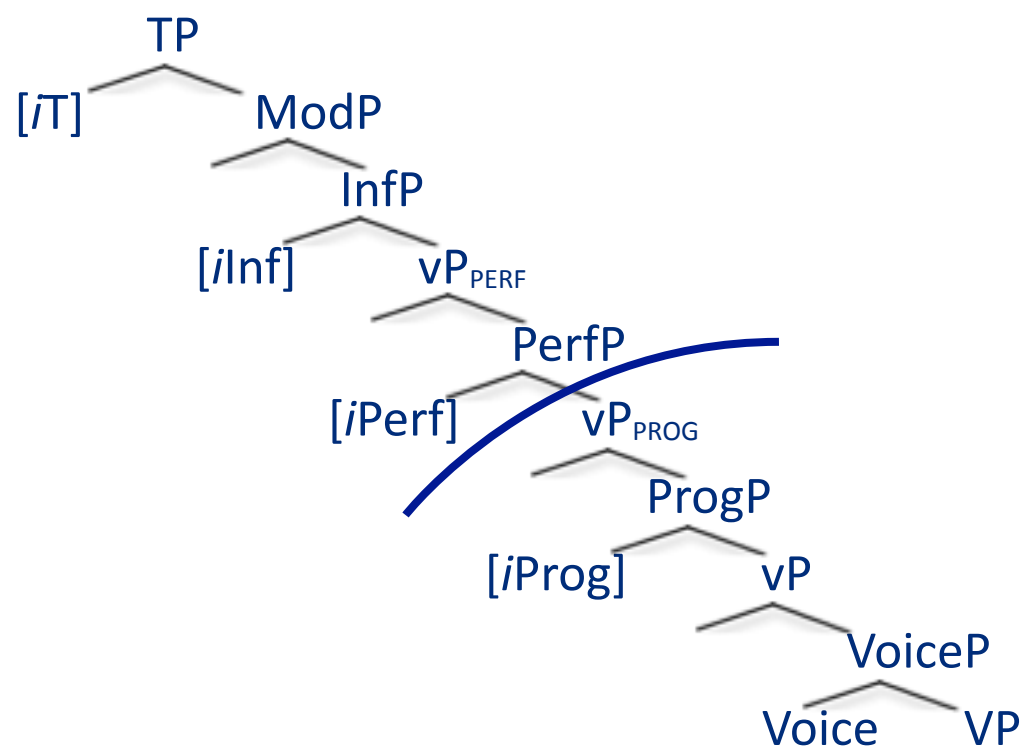 TP
[iT]
ModP
InfP
[iInf]
vPPERF
PerfP
[iPerf]
vPPROG
ProgP
[iProg]
vP
VoiceP
Voice
VP